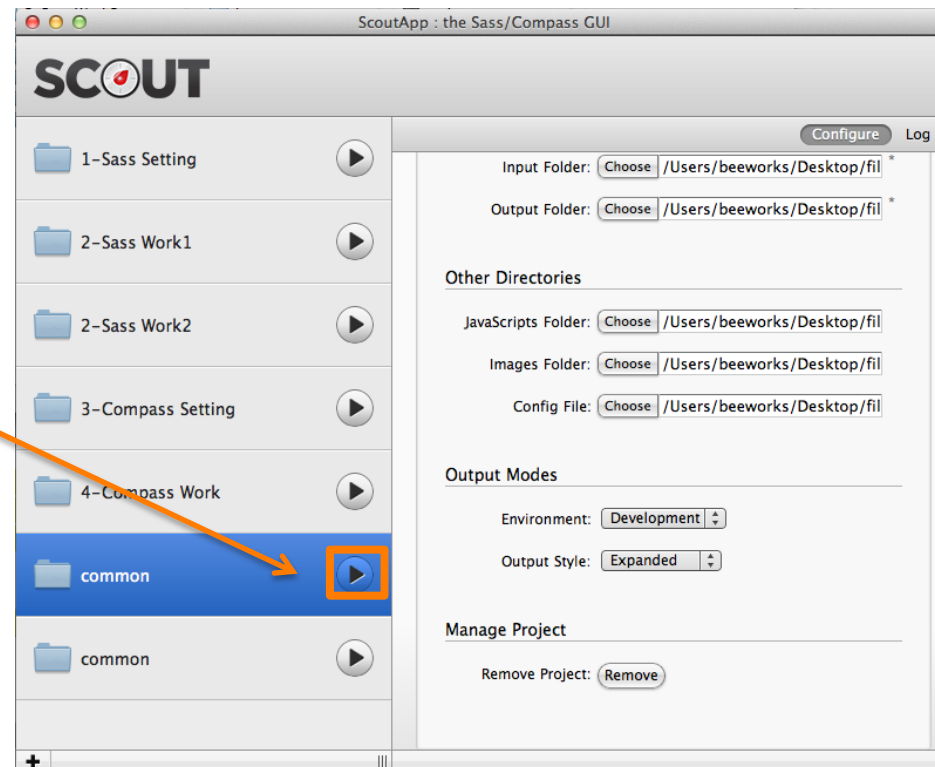 ScoutApp : the Sass/Compass GUI
SCOUT
Configure Log
1-Sass Setting
2-Sass Work1
2-Sass Work2
3-Compass Setting
4-Compass Work
common
common
Input Folder: Choose /Users/beeworks/Desktop/fil *
Output Folder: Choose /Users/beeworks/Desktop/fil *
Other Directories
JavaScripts Folder: Choose /Users/beeworks/Desktop/fil
Images Folder: Choose /Users/beeworks/Desktop/fil
Config File: Choose /Users/beeworks/Desktop/fil
Output Modes
Environment: Development
Output Style: Expanded
Manage Project
Remove Project: Remove